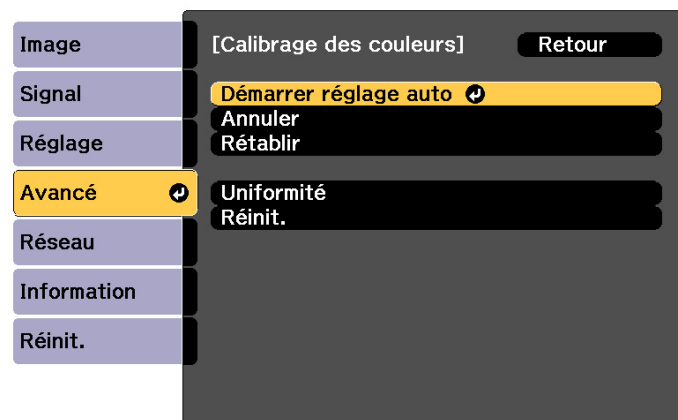 Image
Signal
Réglage
Avancé
Réseau
Information
Réinit.
[Calibrage des couleurs]
Retour
Démarrer réglage auto
Annuler
Rétablir
Uniformité
Réinit.